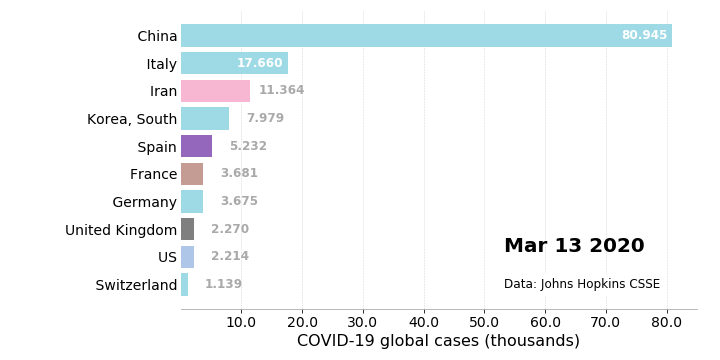 China 80.945
Italy 17.660
Iran 11.364
Korea, South 7.979
Spain 5.232
France 3.681
Germany 3.675
United Kingdom 2.270
US 2.214
Switzerland 1.139
Mar 13 2020
Data: Johns Hopkins CSSE
10.0 20.0 30.0 40.0 50.0 60.0 70.0 80.0
COVID-19 global cases (thousands)